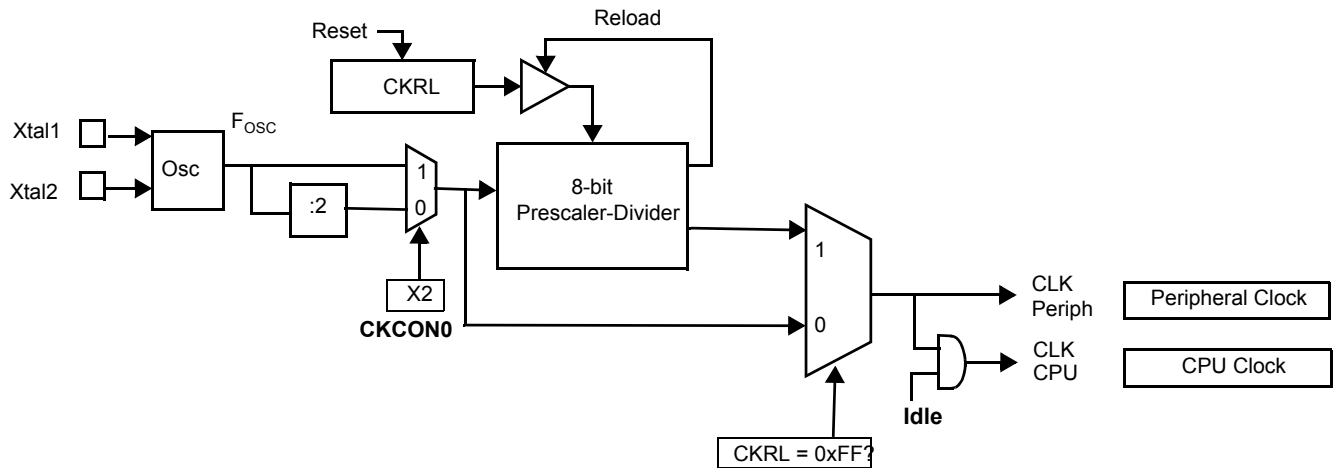 Reload
Reset
CKRL
Xtal1
Xtal2
Osc
FOSC
:2
1
0
X2
CKCON0
8-bit
Prescaler-Divider
1
0
CKRL = 0xFF?
CLK
Periph
Peripheral Clock
CLK
CPU
CPU Clock
Idle